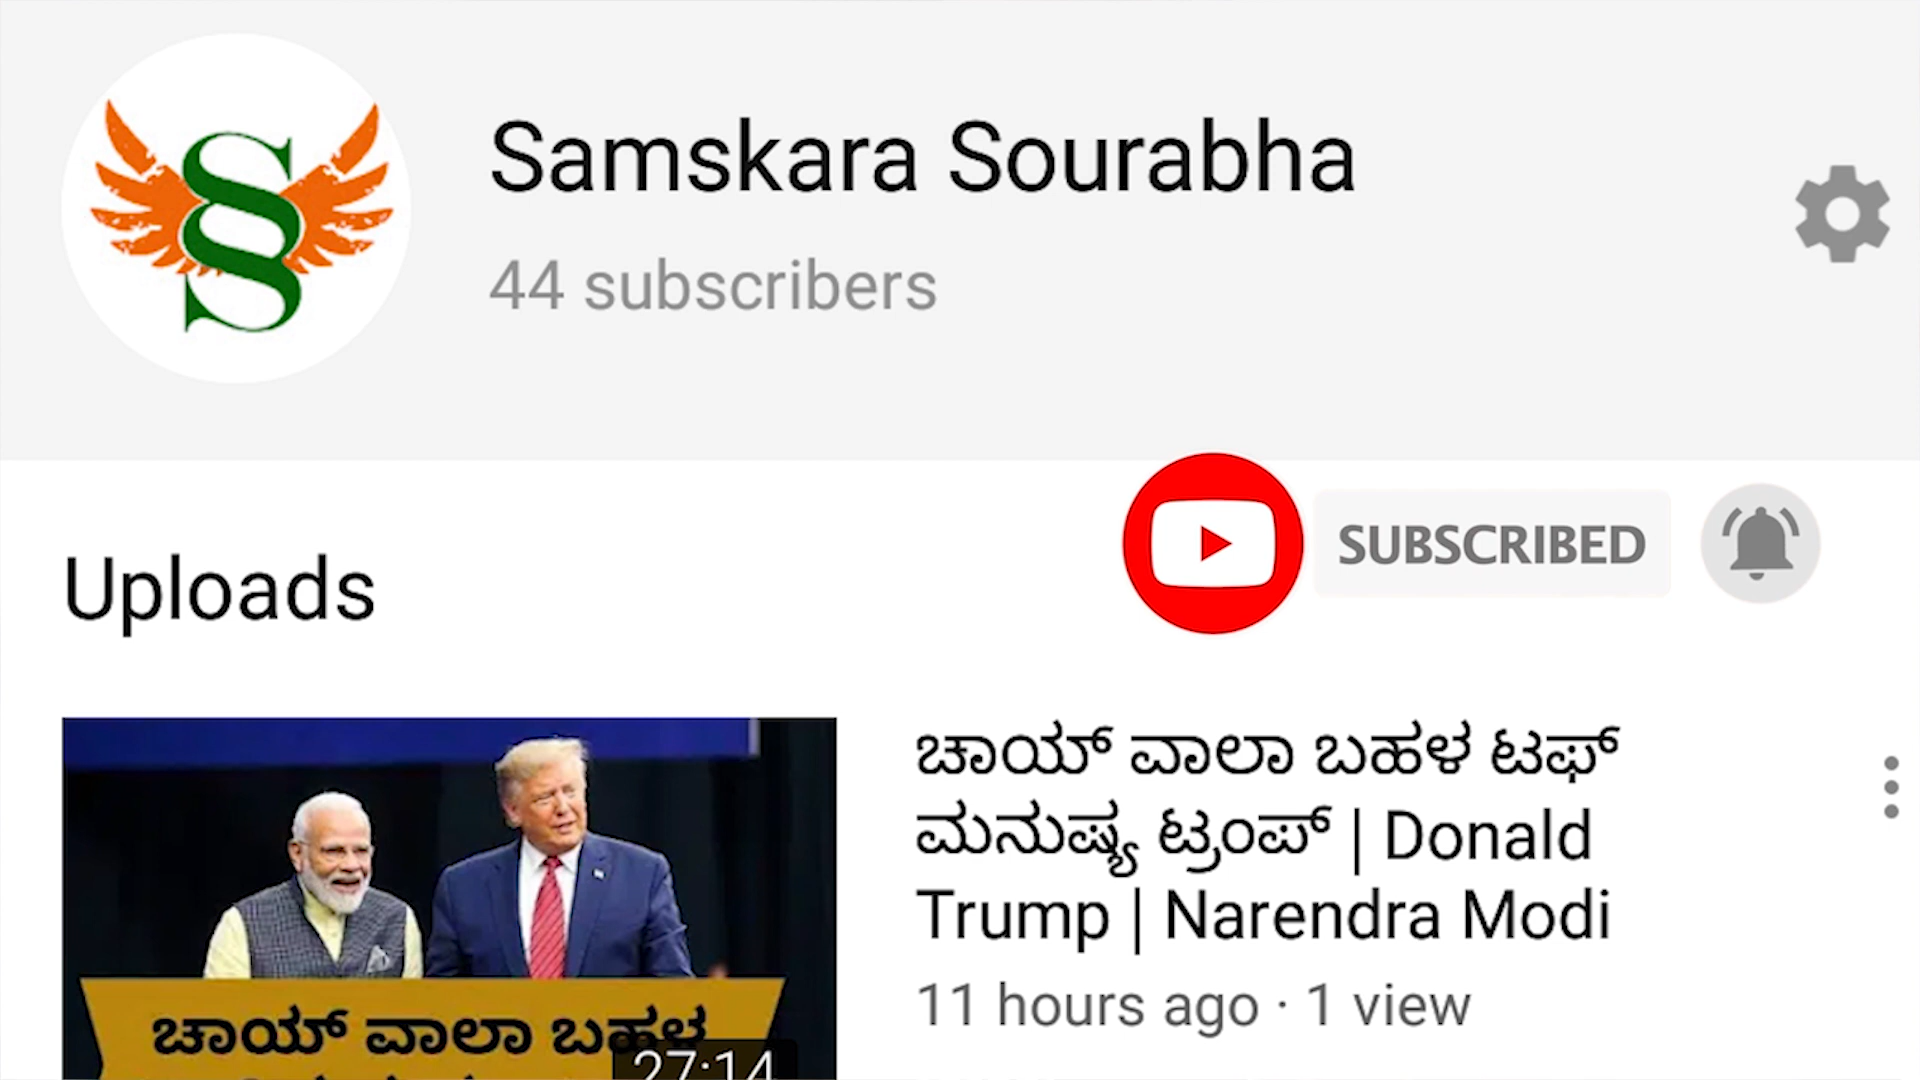 Samskara Sourabha
44 subscribers
SUBSCRIBED
Uploads
ಚಾಯ್ ವಾಲಾ ಬಹಳ ಟಫ್
ಮನುಷ್ಯ ಟ್ರಂಪ್ | Donald
Trump | Narendra Modi
11 hours ago · 1 view
ಚಾಯ್ ವಾಲಾ ಬಹಳ
27:14